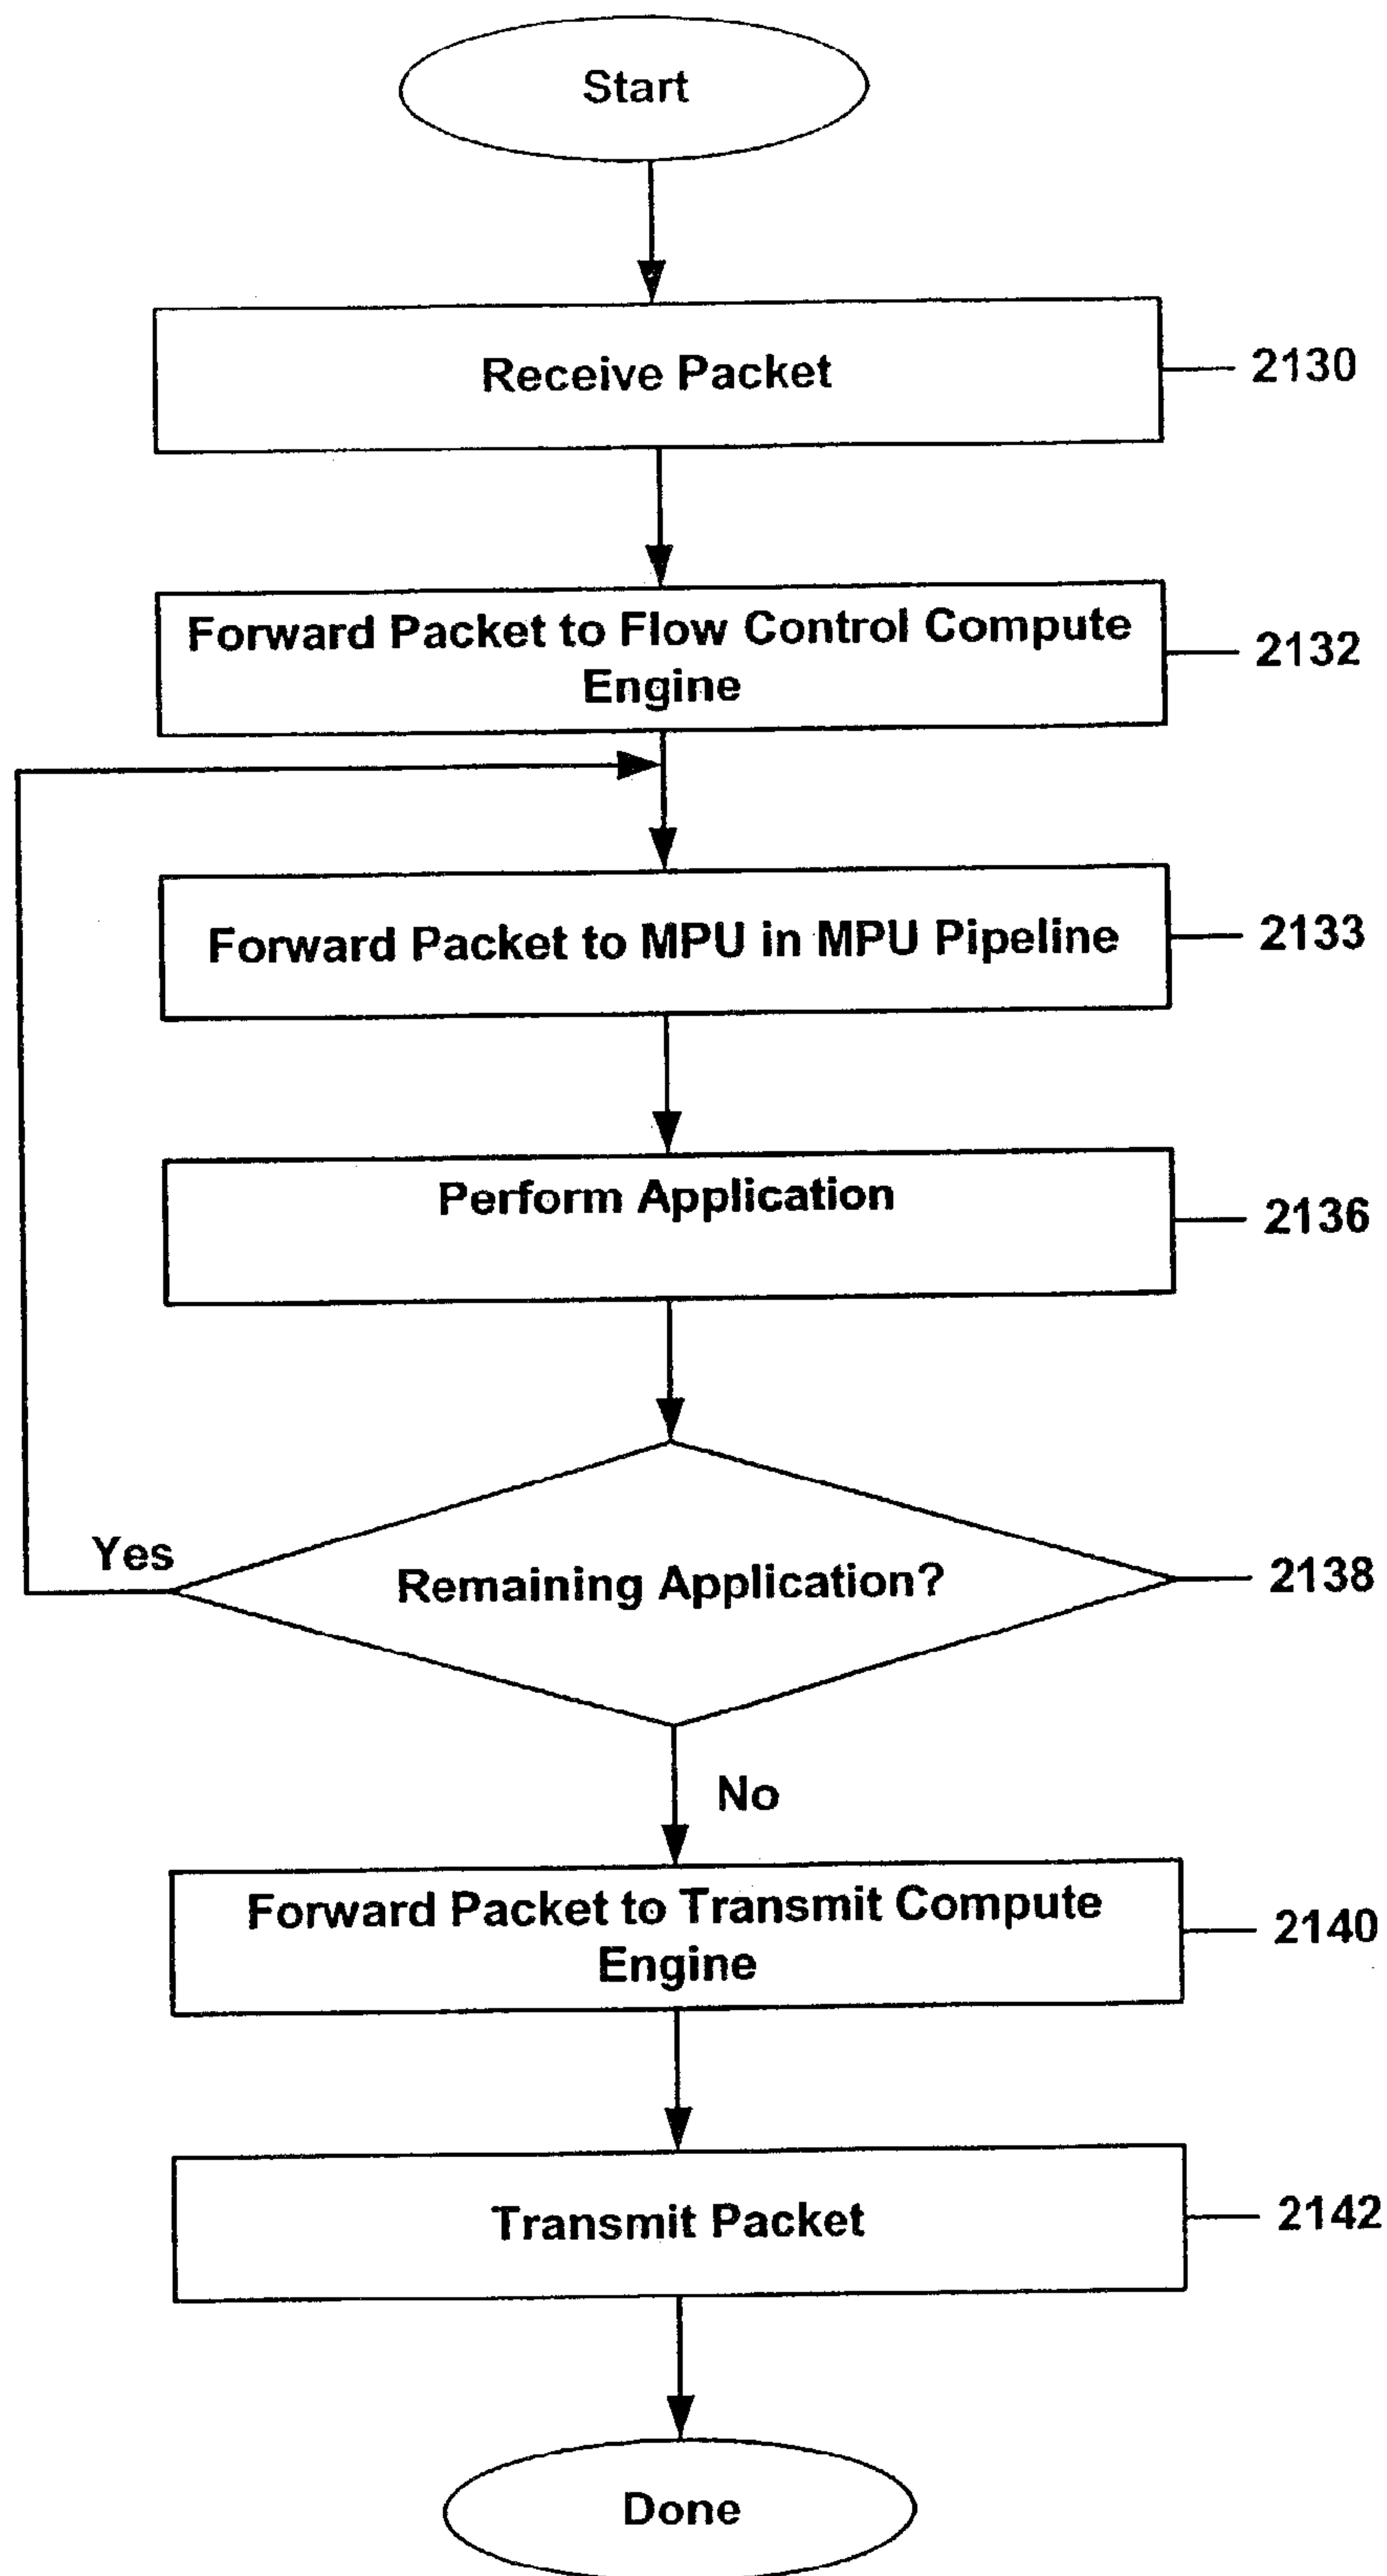 Start
Receive Packet
2130
Forward Packet to Flow Control Compute
Engine
2132
Forward Packet to MPU in MPU Pipeline
2133
Perform Application
2136
Yes
Remaining Application?
2138
No
Forward Packet to Transmit Compute
Engine
2140
Transmit Packet
2142
Done